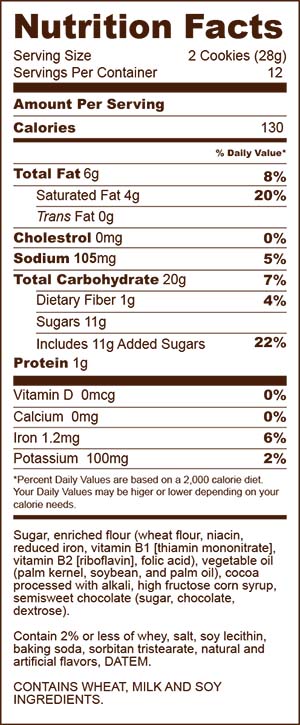 Nutrition Facts
Serving Size 2 Cookies (28g)
Servings Per Container 12
Amount Per Serving
Calories 130
% Daily Value*
Total Fat 6g 8%
Saturated Fat 4g 20%
Trans Fat 0g
Cholestrol 0mg 0%
Sodium 105mg 5%
Total Carbohydrate 20g 7%
Dietary Fiber 1g 4%
Sugars 11g
Includes 11g Added Sugars 22%
Protein 1g
Vitamin D 0mcg 0%
Calcium 0mg 0%
Iron 1.2mg 6%
Potassium 100mg 2%
*Percent Daily Values are based on a 2,000 calorie diet.
Your Daily Values may be higer or lower depending on your
calorie needs.
Sugar, enriched flour (wheat flour, niacin,
reduced iron, vitamin B1 [thiamin mononitrate],
vitamin B2 [riboflavin], folic acid), vegetable oil
(palm kernel, soybean, and palm oil), cocoa
processed with alkali, high fructose corn syrup,
semisweet chocolate (sugar, chocolate,
dextrose).
Contain 2% or less of whey, salt, soy lecithin,
baking soda, sorbitan tristearate, natural and
artificial flavors, DATEM.
CONTAINS WHEAT, MILK AND SOY
INGREDIENTS.